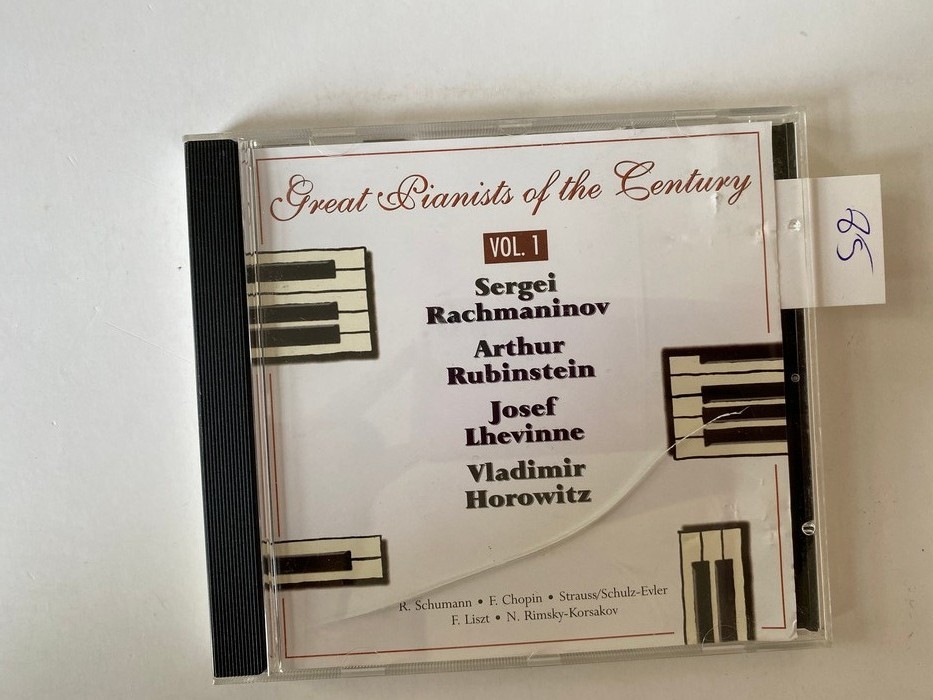 Great Pianists of the Century
VOL. 1
Sergei
Rachmaninov
Arthur
Rubinstein
Josef
Lhevinne
Vladimir
Horowitz
R. Schumann • F. Chopin • Strauss/Schulz-Evler
F. Liszt • N. Rimsky-Korsakov